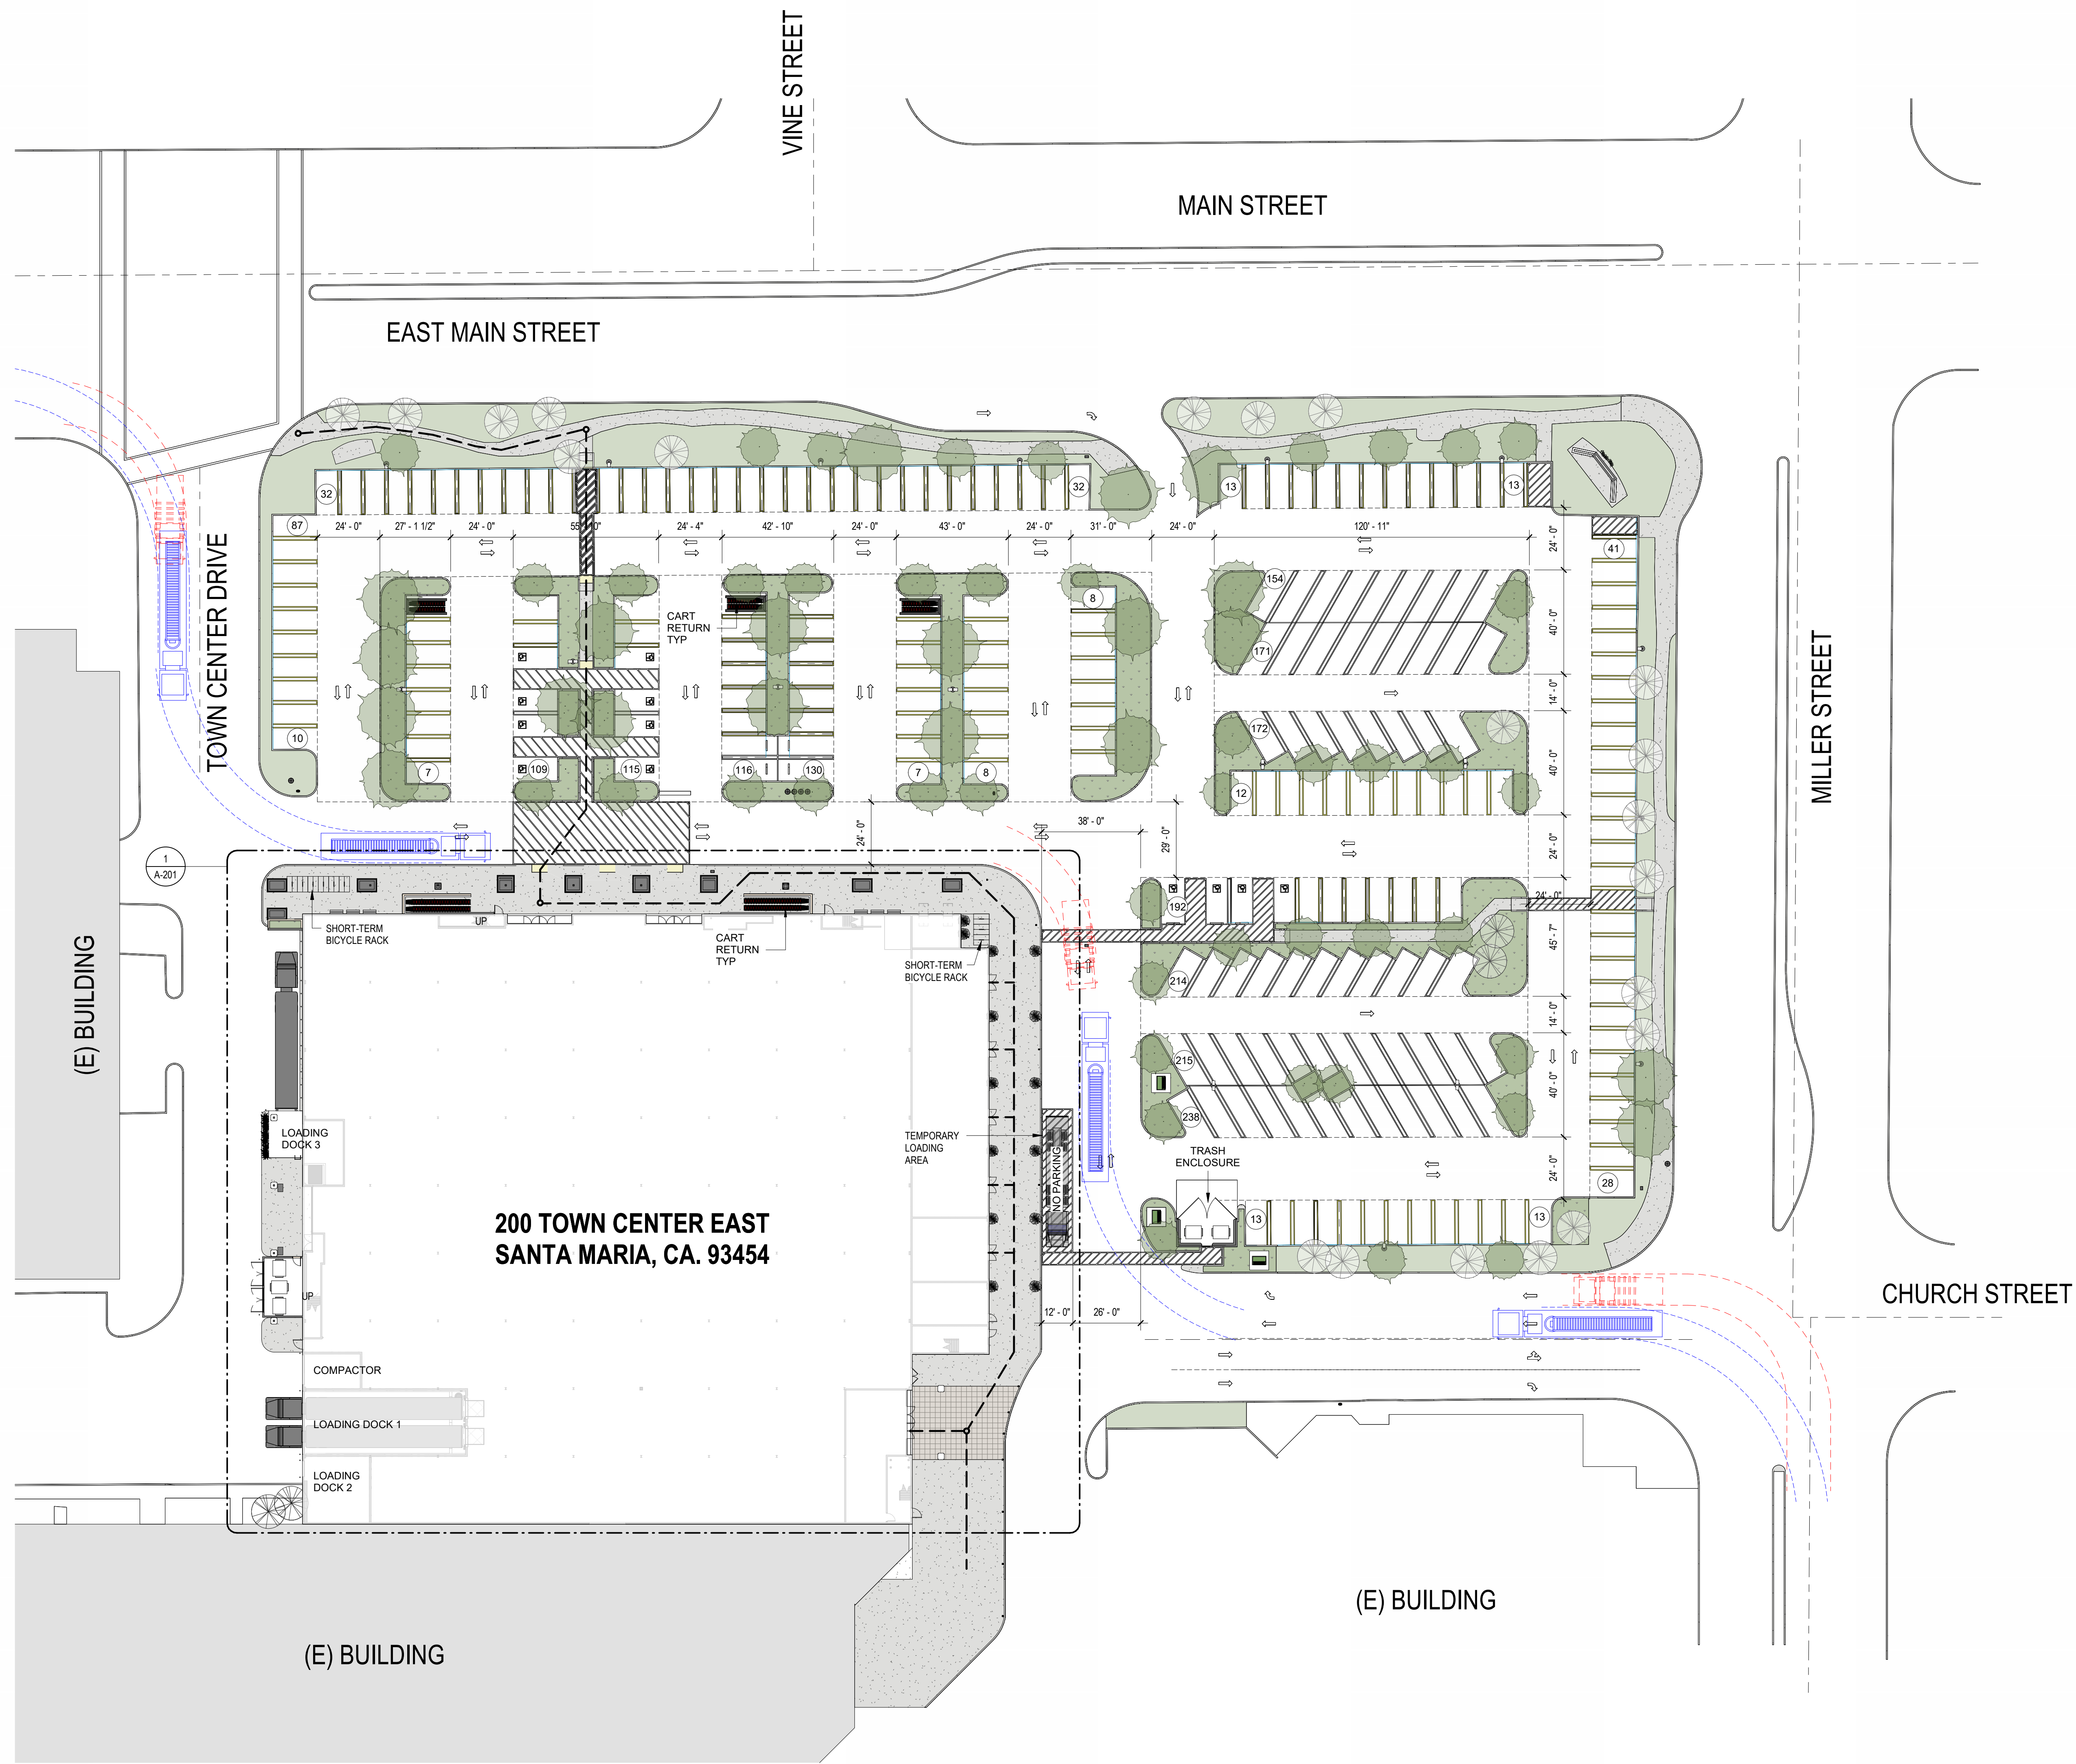 VINE STREET
MAIN STREET
EAST MAIN STREET
TOWN CENTER DRIVE
MILLER STREET
CHURCH STREET
32
32
13
13
87
41
24' - 0"
27' - 1 1/2"
24' - 0"
24' - 4"
42' - 10"
24' - 0"
43' - 0"
24' - 0"
31' - 0"
24' - 0"
120' - 11"
24' - 0"
154
8
40' - 0"
CART
RETURN
TYP
171
14' - 0"
172
10
7
109
115
116
130
7
8
40' - 0"
12
38' - 0"
24' - 0"
29' - 0"
24' - 0"
1
A-201
24' - 0"
192
UP
SHORT-TERM
BICYCLE RACK
CART
RETURN
TYP
SHORT-TERM
BICYCLE RACK
45' - 7"
214
14' - 0"
(E) BUILDING
215
40' - 0"
238
LOADING
DOCK 3
TEMPORARY
LOADING
AREA
NO PARKING
TRASH
ENCLOSURE
24' - 0"
28
13
13
200 TOWN CENTER EAST
SANTA MARIA, CA. 93454
UP
12' - 0"
26' - 0"
COMPACTOR
LOADING DOCK 1
LOADING
DOCK 2
(E) BUILDING
(E) BUILDING